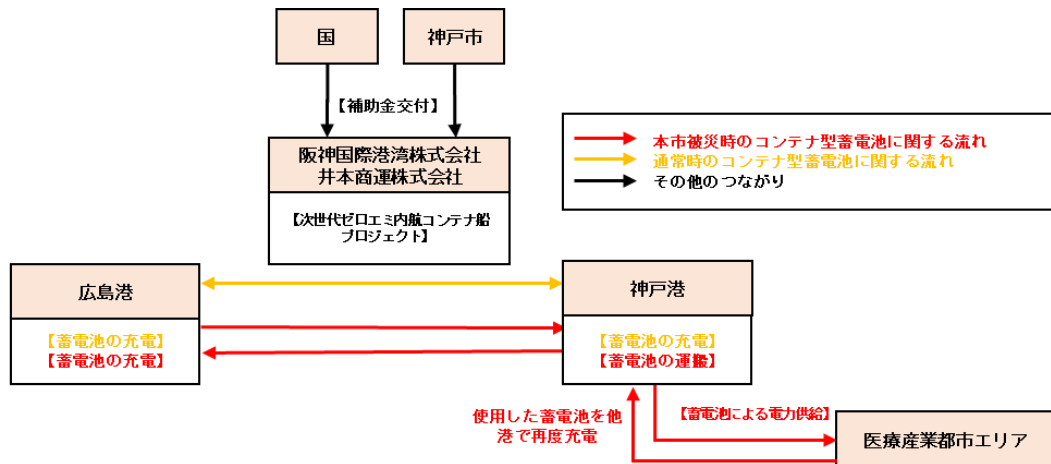 国
神戸市
【補助金交付】
阪神国際港湾株式会社
井本商運株式会社
【次世代ゼロエミ内航コンテナ船
プロジェクト】
本市被災時のコンテナ型蓄電池に関する流れ
通常時のコンテナ型蓄電池に関する流れ
その他のつながり
広島港
【蓄電池の充電】
【蓄電池の充電】
神戸港
【蓄電池の充電】
【蓄電池の運搬】
使用した蓄電池を他
港で再度充電
【蓄電池による電力供給】
医療産業都市エリア